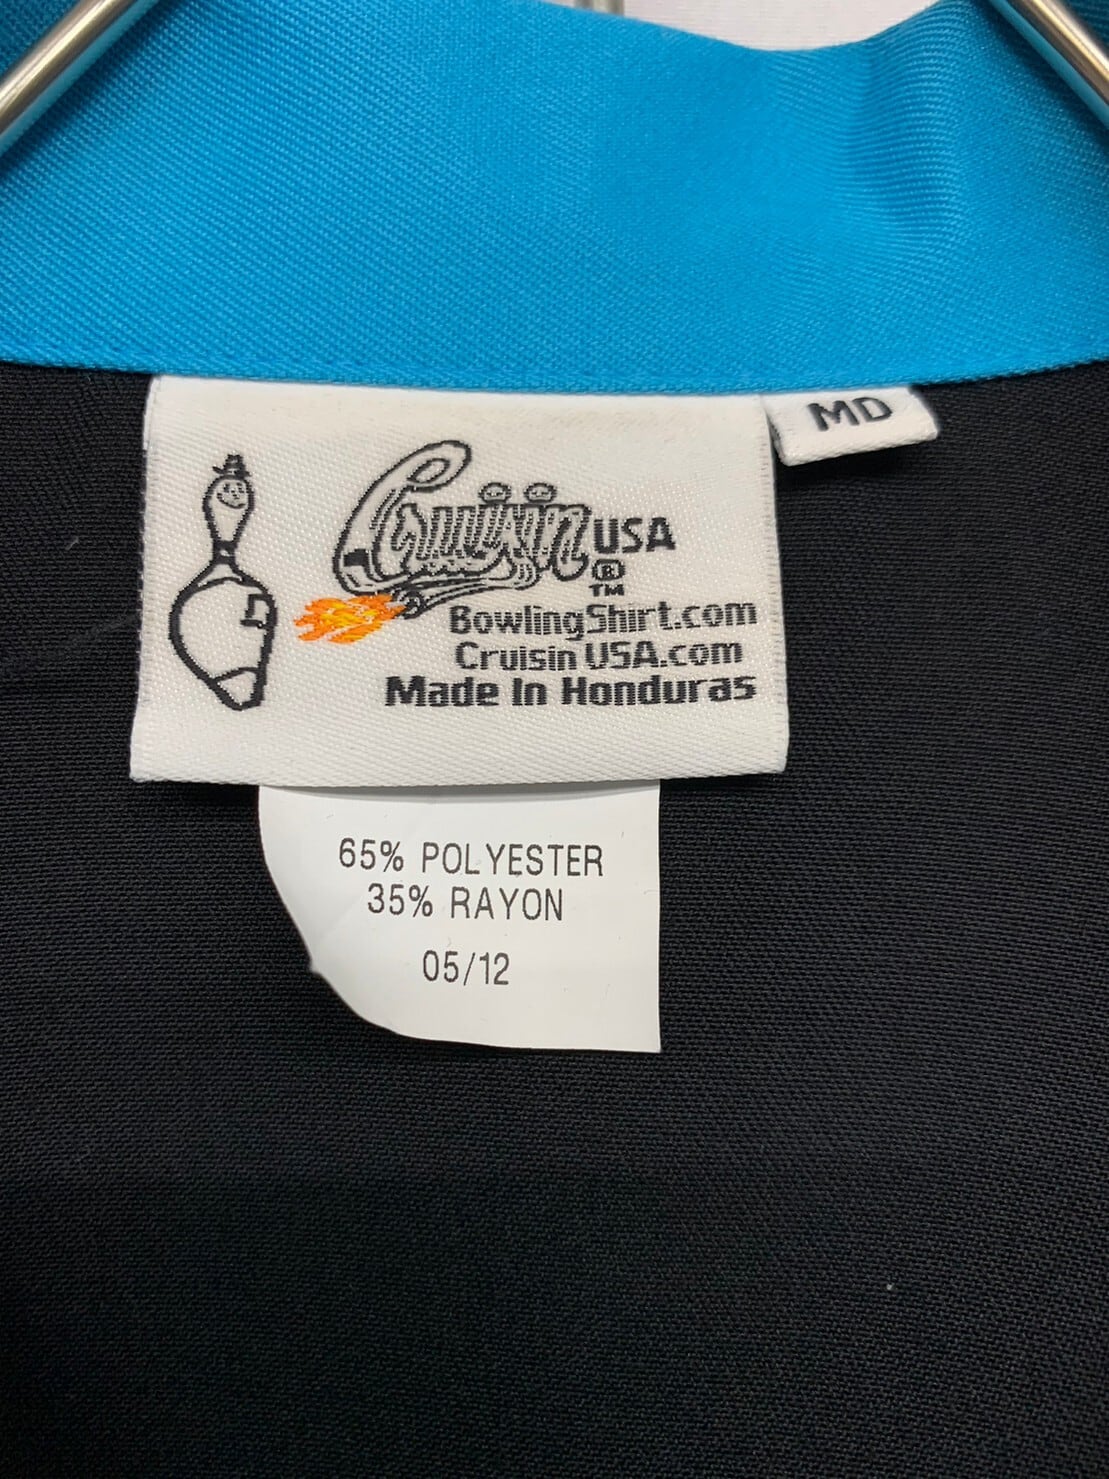 MD
Cruisin USA
®
TM
BowlingShirt.com
Cruisin USA.com
Made In Honduras
65% POLYESTER
35% RAYON
05/12